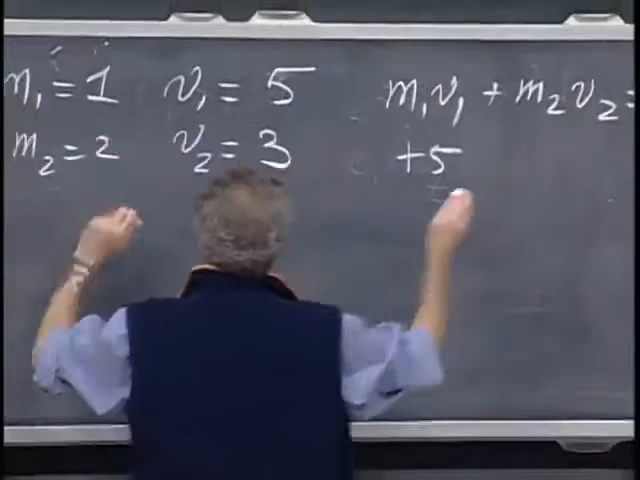 m₁ = 1 v₁ = 5 m₁v₁ + m₂v₂ =
m₂ = 2 v₂ = 3 +5